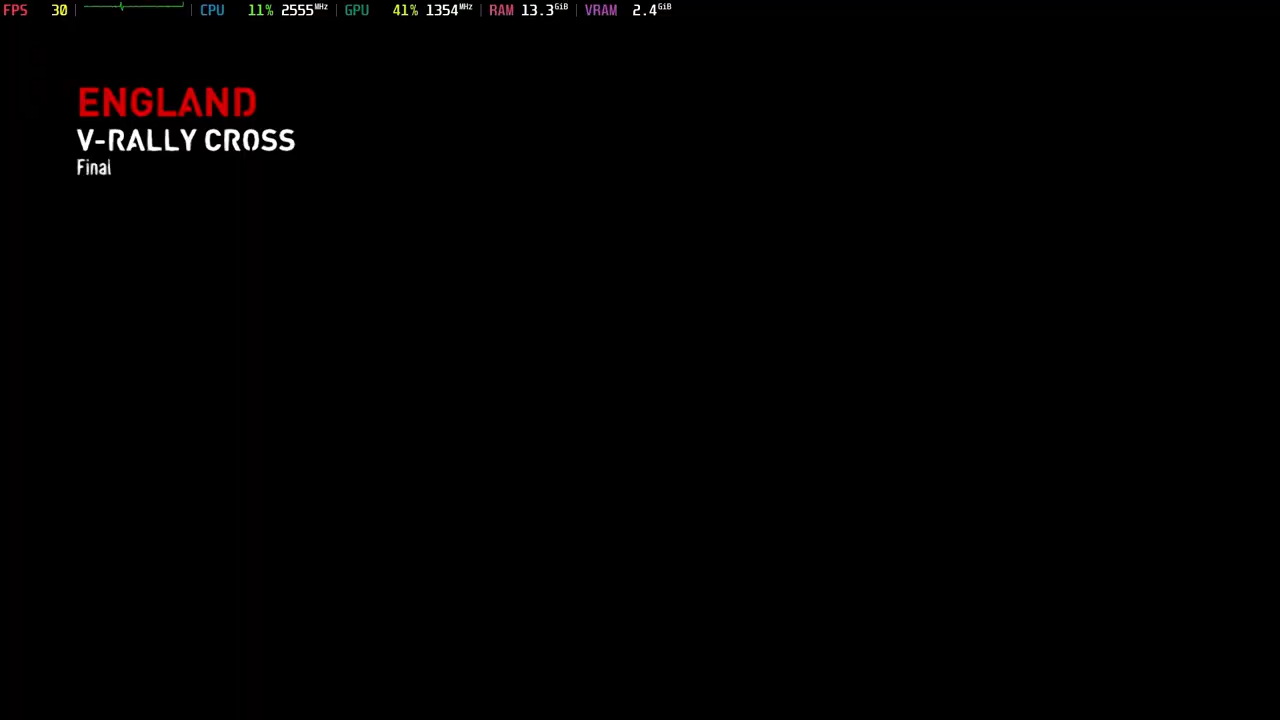 FPS 30 | CPU 11% 2555MHz | GPU 41% 1354MHz | RAM 13.3GiB | VRAM 2.4GiB
ENGLAND
V-RALLY CROSS
Final